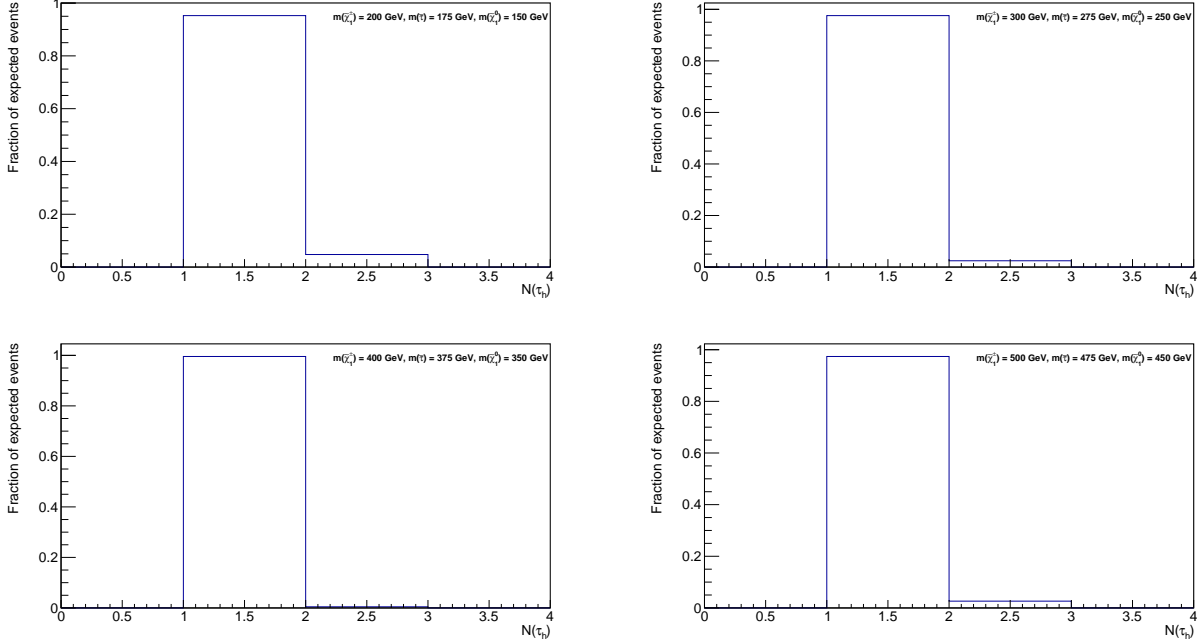 Fraction of expected events
m(χ̃₁±) = 200 GeV, m(τ̃) = 175 GeV, m(χ̃₁⁰) = 150 GeV
1
0.8
0.6
0.4
0.2
0
0 0.5 1 1.5 2 2.5 3 3.5 4
N(τₕ)
Fraction of expected events
m(χ̃₁±) = 300 GeV, m(τ̃) = 275 GeV, m(χ̃₁⁰) = 250 GeV
1
0.8
0.6
0.4
0.2
0
0 0.5 1 1.5 2 2.5 3 3.5 4
N(τₕ)
Fraction of expected events
m(χ̃₁±) = 400 GeV, m(τ̃) = 375 GeV, m(χ̃₁⁰) = 350 GeV
1
0.8
0.6
0.4
0.2
0
0 0.5 1 1.5 2 2.5 3 3.5 4
N(τₕ)
Fraction of expected events
m(χ̃₁±) = 500 GeV, m(τ̃) = 475 GeV, m(χ̃₁⁰) = 450 GeV
1
0.8
0.6
0.4
0.2
0
0 0.5 1 1.5 2 2.5 3 3.5 4
N(τₕ)